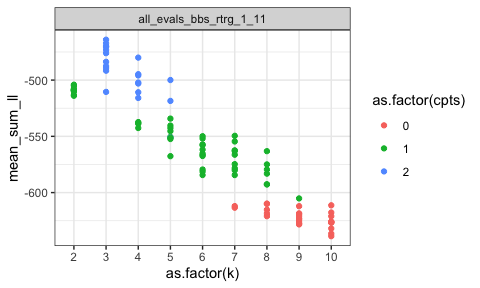 all_evals_bbs_rtrg_1_11
mean_sum_ll
-500
-550
-600
2 3 4 5 6 7 8 9 10
as.factor(k)
as.factor(cpts)
0
1
2